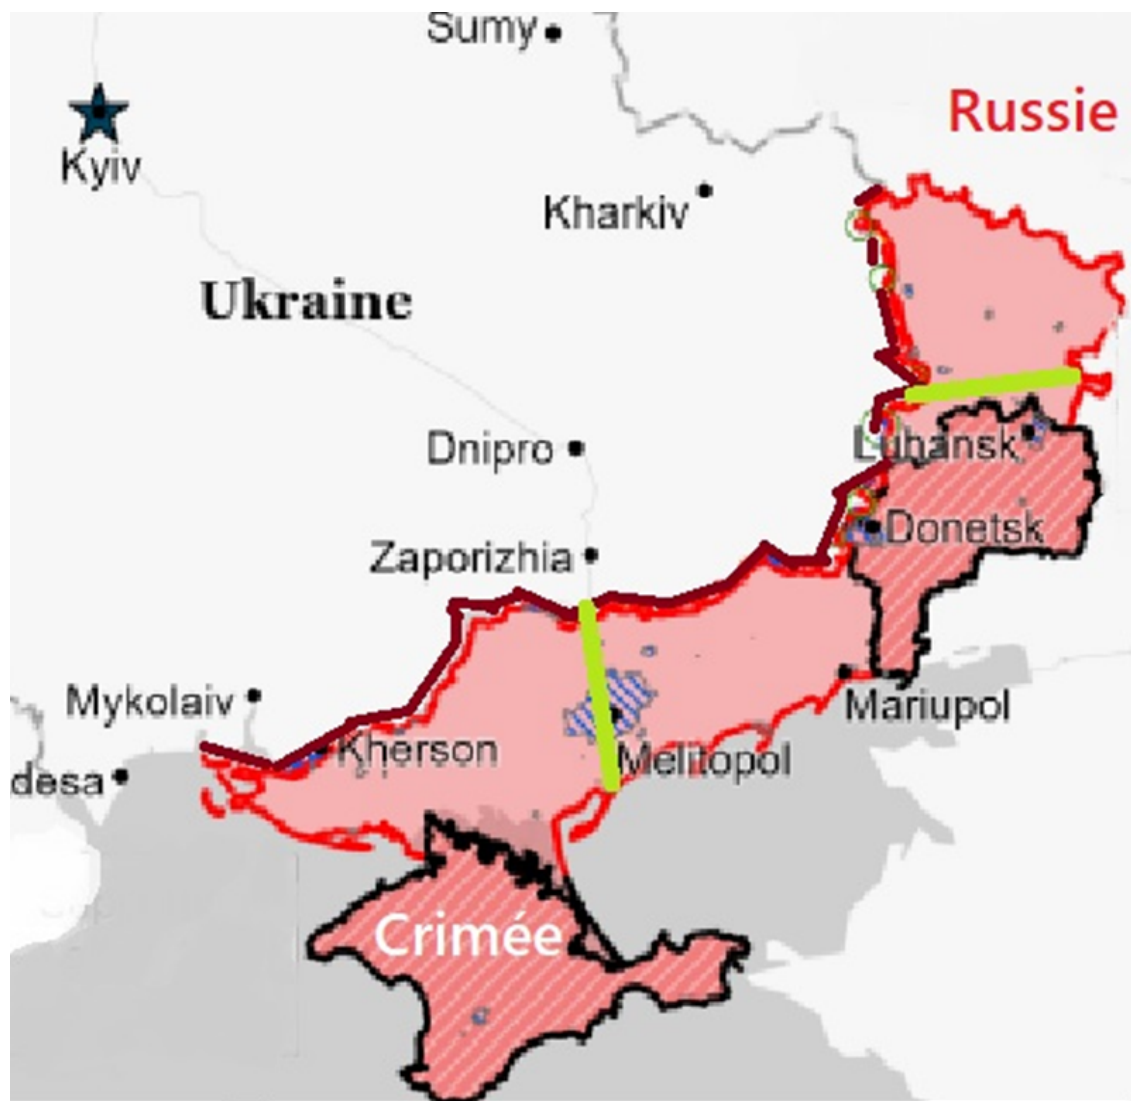 Sumy
Russie
Kyiv
Kharkiv
Ukraine
Dnipro
Luhansk
Donetsk
Zaporizhia
Mykolaiv
Mariupol
Kherson
Melitopol
desa
Crimée